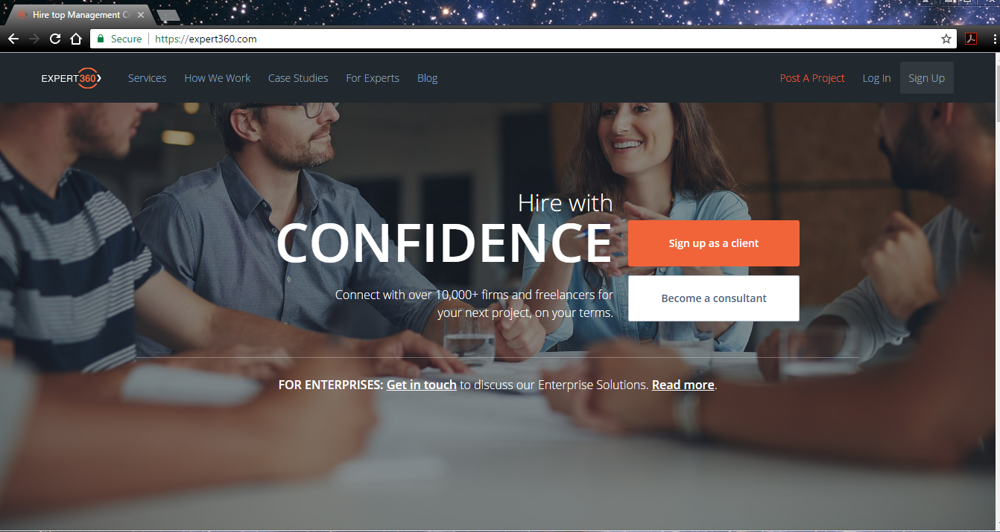 Hire top Management Co
Secure
https://expert360.com
EXPERT360
Services
How We Work
Case Studies
For Experts
Blog
Post A Project
Log In
Sign Up
Hire with
CONFIDENCE
Sign up as a client
Connect with over 10,000+ firms and freelancers for
your next project, on your terms.
Become a consultant
FOR ENTERPRISES: Get in touch to discuss our Enterprise Solutions. Read more.